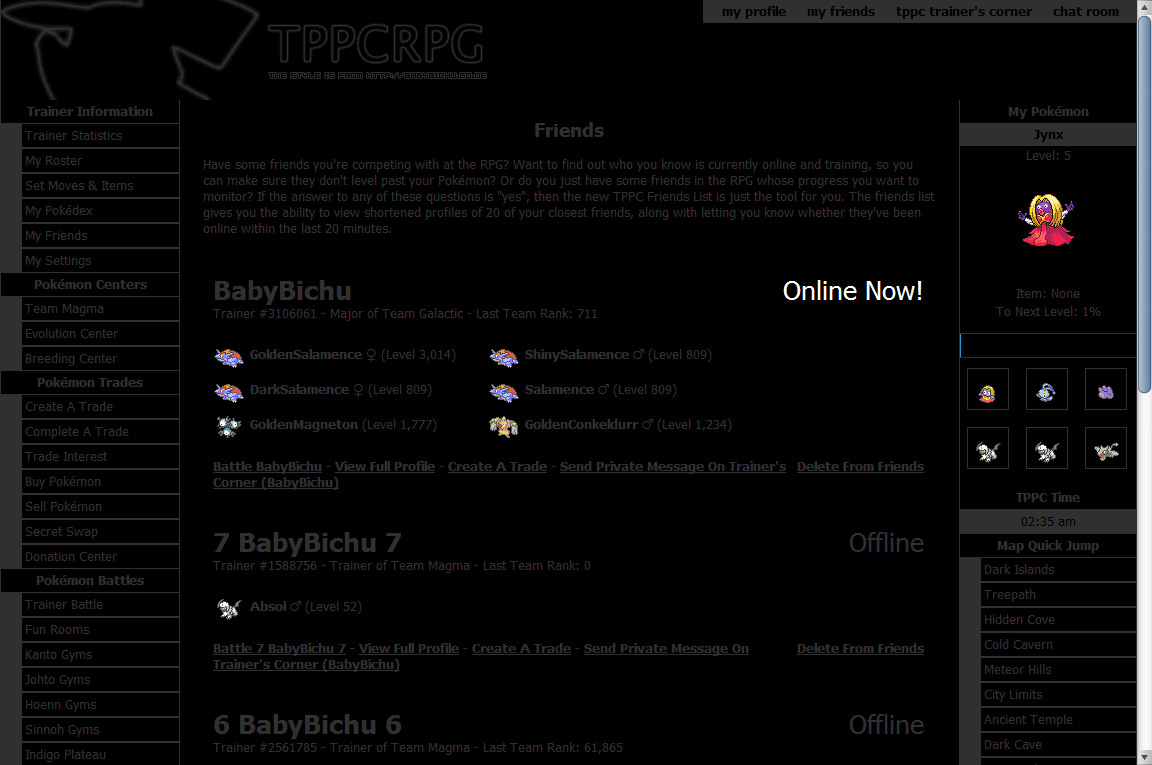 my profile my friends tppc trainer's corner chat room
TPPCRPG
THE STYLE IS FROM HTTP://BABYBICHU.CO.DE
Trainer Information
Trainer Statistics
My Roster
Set Moves & Items
My Pokédex
My Friends
My Settings
Pokémon Centers
Team Magma
Evolution Center
Breeding Center
Pokémon Trades
Create A Trade
Complete A Trade
Trade Interest
Buy Pokémon
Sell Pokémon
Secret Swap
Donation Center
Pokémon Battles
Trainer Battle
Fun Rooms
Kanto Gyms
Johto Gyms
Hoenn Gyms
Sinnoh Gyms
Indigo Plateau
Friends
Have some friends you're competing with at the RPG? Want to find out who you know is currently online and training, so you
can make sure they don't level past your Pokémon? Or do you just have some friends in the RPG whose progress you want to
monitor? If the answer to any of these questions is "yes", then the new TPPC Friends List is just the tool for you. The friends list
gives you the ability to view shortened profiles of 20 of your closest friends, along with letting you know whether they've been
online within the last 20 minutes.
BabyBichu Online Now!
Trainer #3106061 - Major of Team Galactic - Last Team Rank: 711
GoldenSalamence ♀ (Level 3,014) ShinySalamence ♂ (Level 809)
DarkSalamence ♀ (Level 809) Salamence ♂ (Level 809)
GoldenMagneton (Level 1,777) GoldenConkeldurr ♂ (Level 1,234)
Battle BabyBichu - View Full Profile - Create A Trade - Send Private Message On Trainer's Delete From Friends
Corner (BabyBichu)
7 BabyBichu 7 Offline
Trainer #1588756 - Trainer of Team Magma - Last Team Rank: 0
Absol ♂ (Level 52)
Battle 7 BabyBichu 7 - View Full Profile - Create A Trade - Send Private Message On Delete From Friends
Trainer's Corner (BabyBichu)
6 BabyBichu 6 Offline
Trainer #2561785 - Trainer of Team Magma - Last Team Rank: 61,865
My Pokémon
Jynx
Level: 5
Item: None
To Next Level: 1%
TPPC Time
02:35 am
Map Quick Jump
Dark Islands
Treepath
Hidden Cove
Cold Cavern
Meteor Hills
City Limits
Ancient Temple
Dark Cave